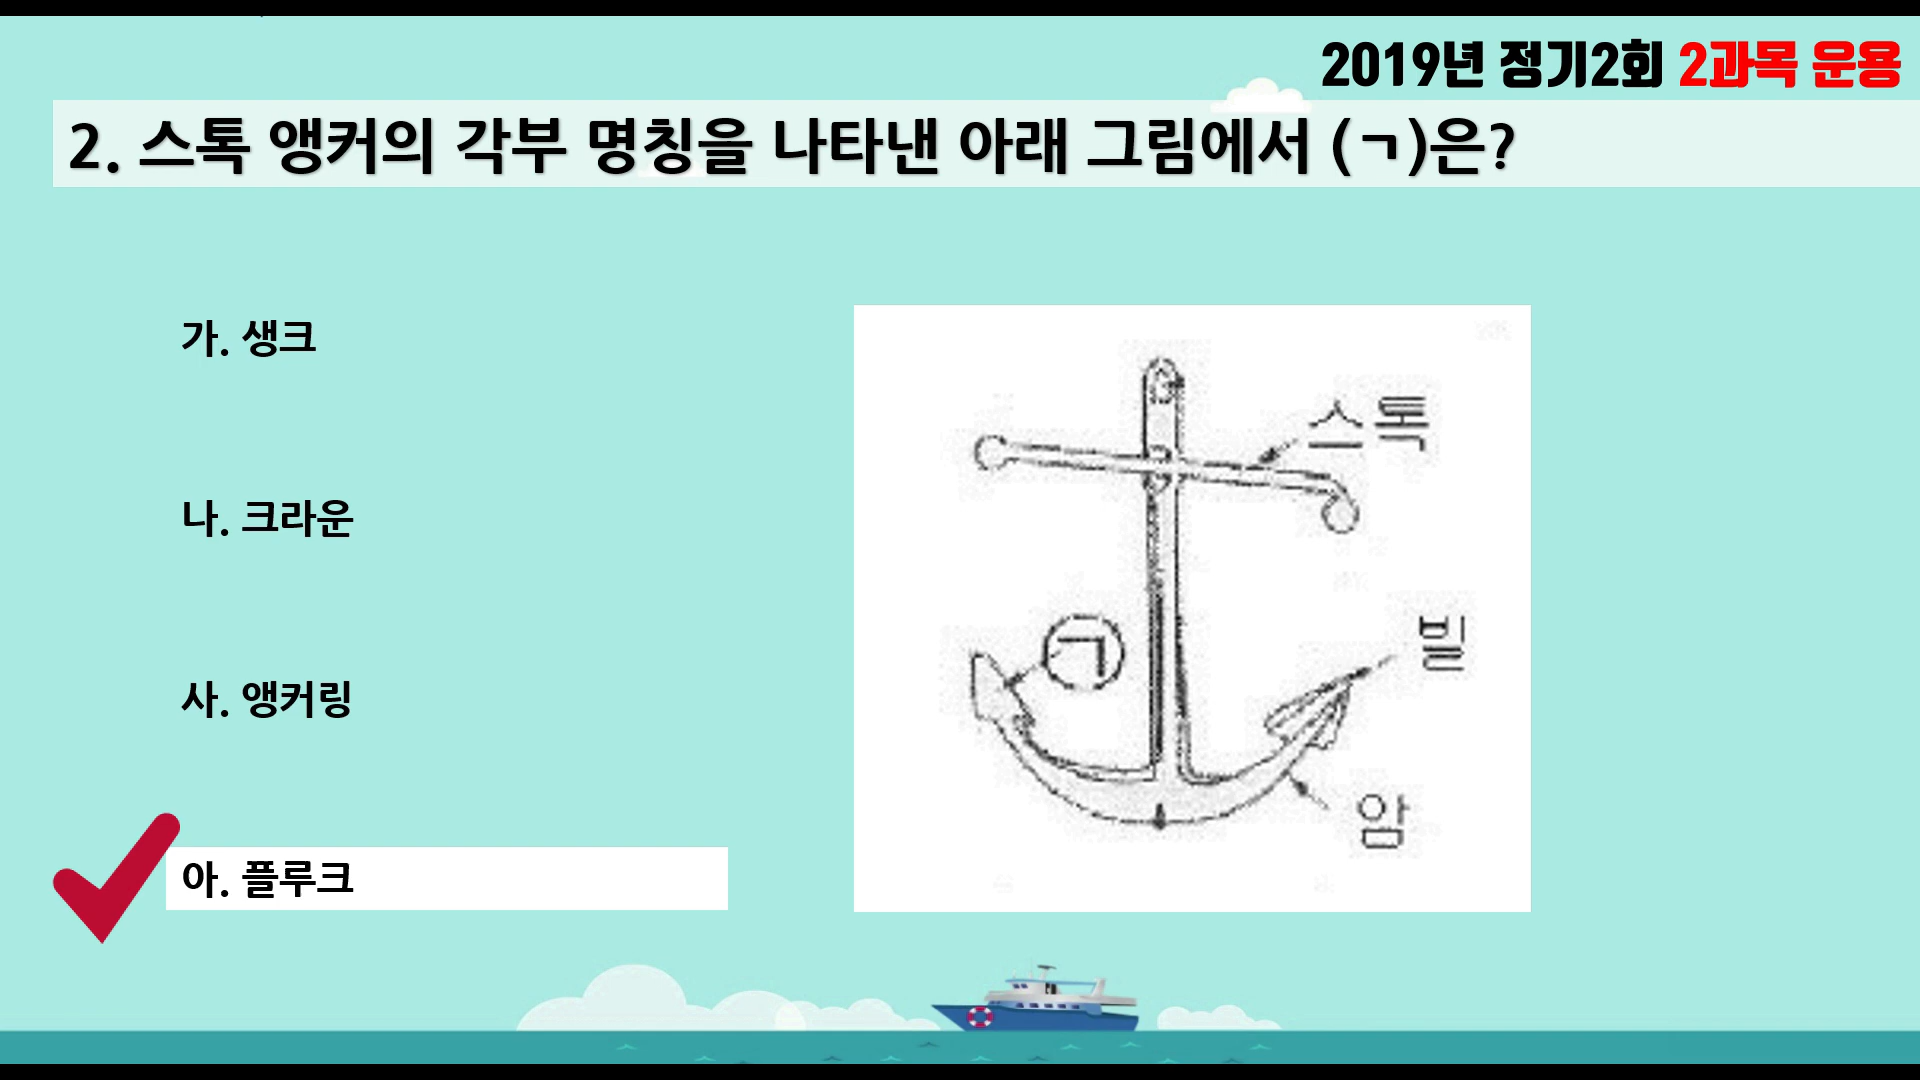 2019년 정기2회 2과목 운용
2. 스톡 앵커의 각부 명칭을 나타낸 아래 그림에서 (ㄱ)은?
가. 생크
나. 크라운
사. 앵커링
아. 플루크
스톡
ㄱ
빌
암